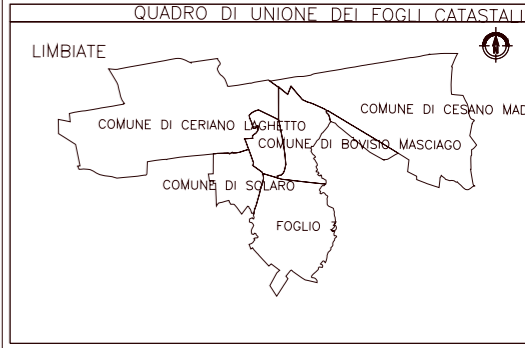 QUADRO DI UNIONE DEI FOGLI CATASTALI
LIMBIATE
COMUNE DI CESANO MAD
COMUNE DI CERIANO LAGHETTO
COMUNE DI BOVISIO MASCIAGO
COMUNE DI SOLARO
FOGLIO 3